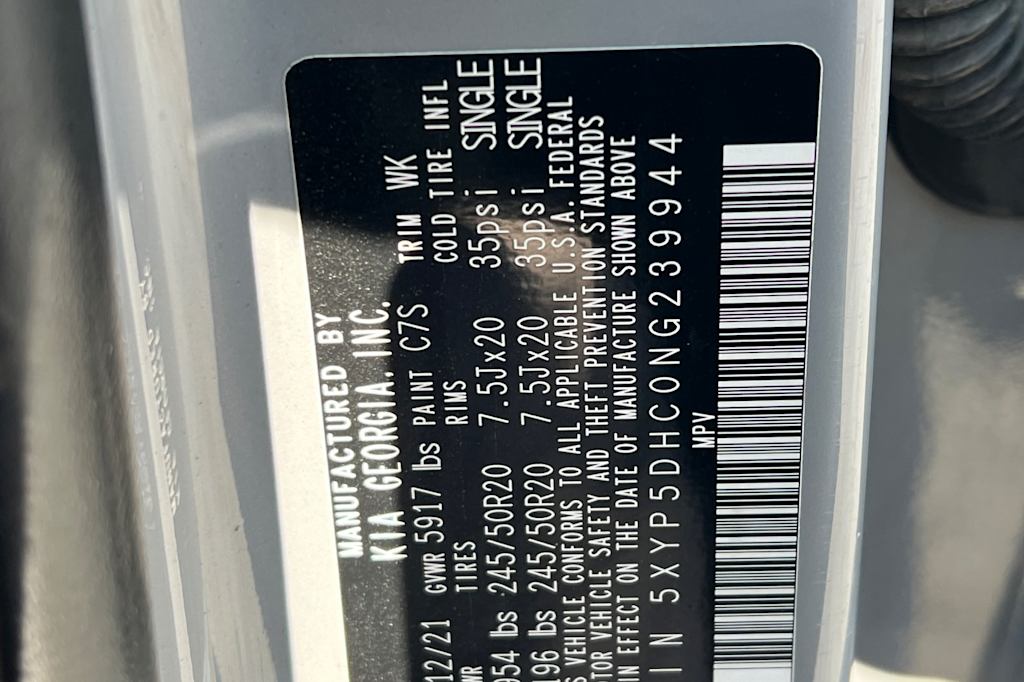 MANUFACTURED BY
KIA GEORGIA. INC.
12/21 GVWR 5917 lbs PAINT C7S TRIM WK
WR TIRES RIMS COLD TIRE INFL
954 lbs 245/50R20 7.5Jx20 35psi SINGLE
196 lbs 245/50R20 7.5Jx20 35psi SINGLE
S VEHICLE CONFORMS TO ALL APPLICABLE U.S.A. FEDERAL
TOR VEHICLE SAFETY AND THEFT PREVENTION STANDARDS
IN EFFECT ON THE DATE OF MANUFACTURE SHOWN ABOVE
IN 5XYP5DHC0NG239944
MPV